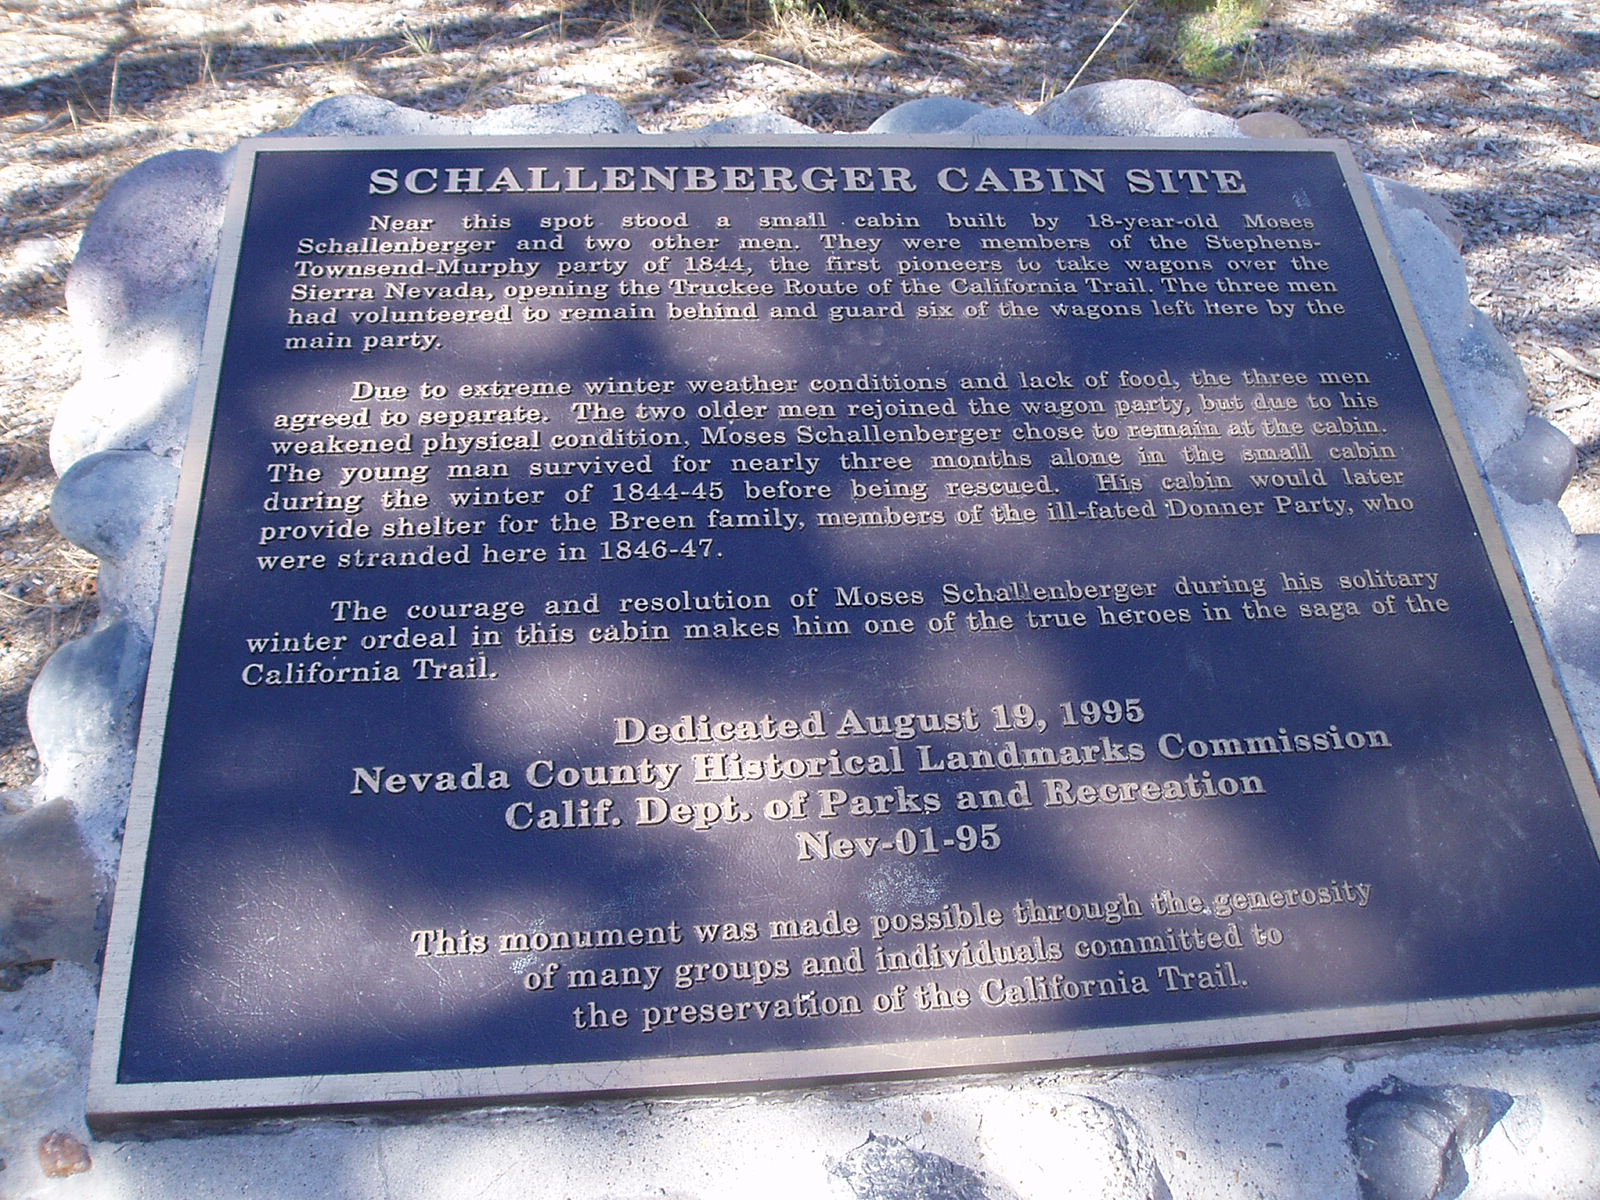 SCHALLENBERGER CABIN SITE
Near this spot stood a small cabin built by 18-year-old Moses
Schallenberger and two other men. They were members of the Stephens-
Townsend-Murphy party of 1844, the first pioneers to take wagons over the
Sierra Nevada, opening the Truckee Route of the California Trail. The three men
had volunteered to remain behind and guard six of the wagons left here by the
main party.
Due to extreme winter weather conditions and lack of food, the three men
agreed to separate. The two older men rejoined the wagon party, but due to his
weakened physical condition, Moses Schallenberger chose to remain at the cabin.
The young man survived for nearly three months alone in the small cabin
during the winter of 1844-45 before being rescued. His cabin would later
provide shelter for the Breen family, members of the ill-fated Donner Party, who
were stranded here in 1846-47.
The courage and resolution of Moses Schallenberger during his solitary
winter ordeal in this cabin makes him one of the true heroes in the saga of the
California Trail.
Dedicated August 19, 1995
Nevada County Historical Landmarks Commission
Calif. Dept. of Parks and Recreation
Nev-01-95
This monument was made possible through the generosity
of many groups and individuals committed to
the preservation of the California Trail.